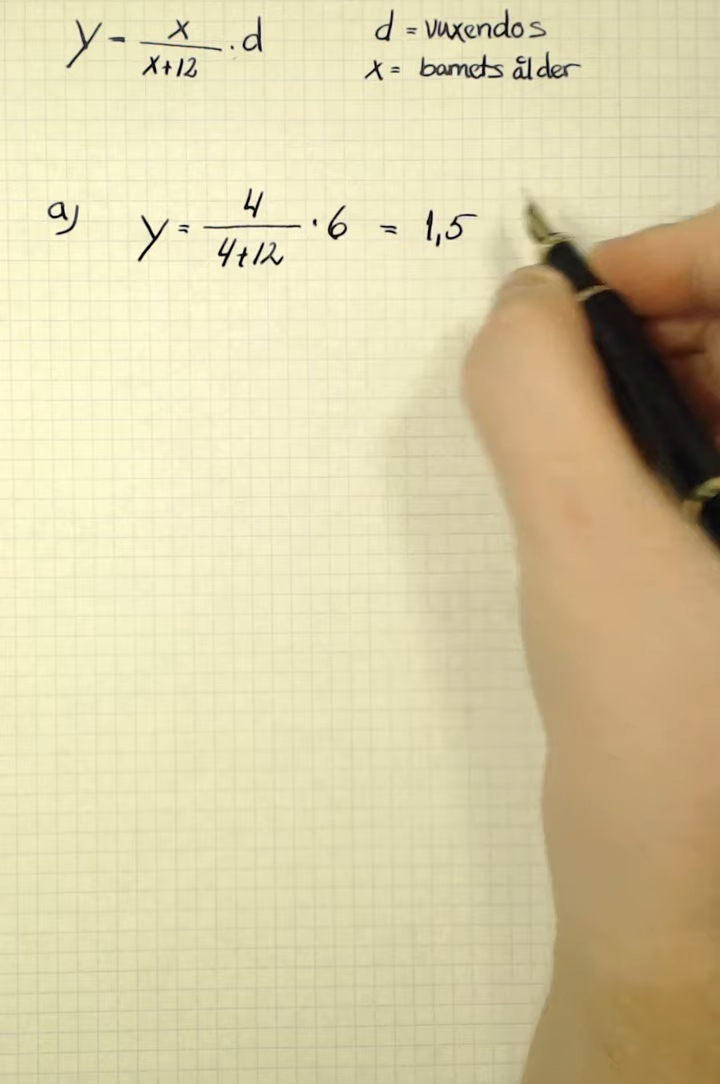 y = x/(x+12) · d
d = vuxendos
x = barnets ålder
a) y = 4/(4+12) · 6 = 1,5